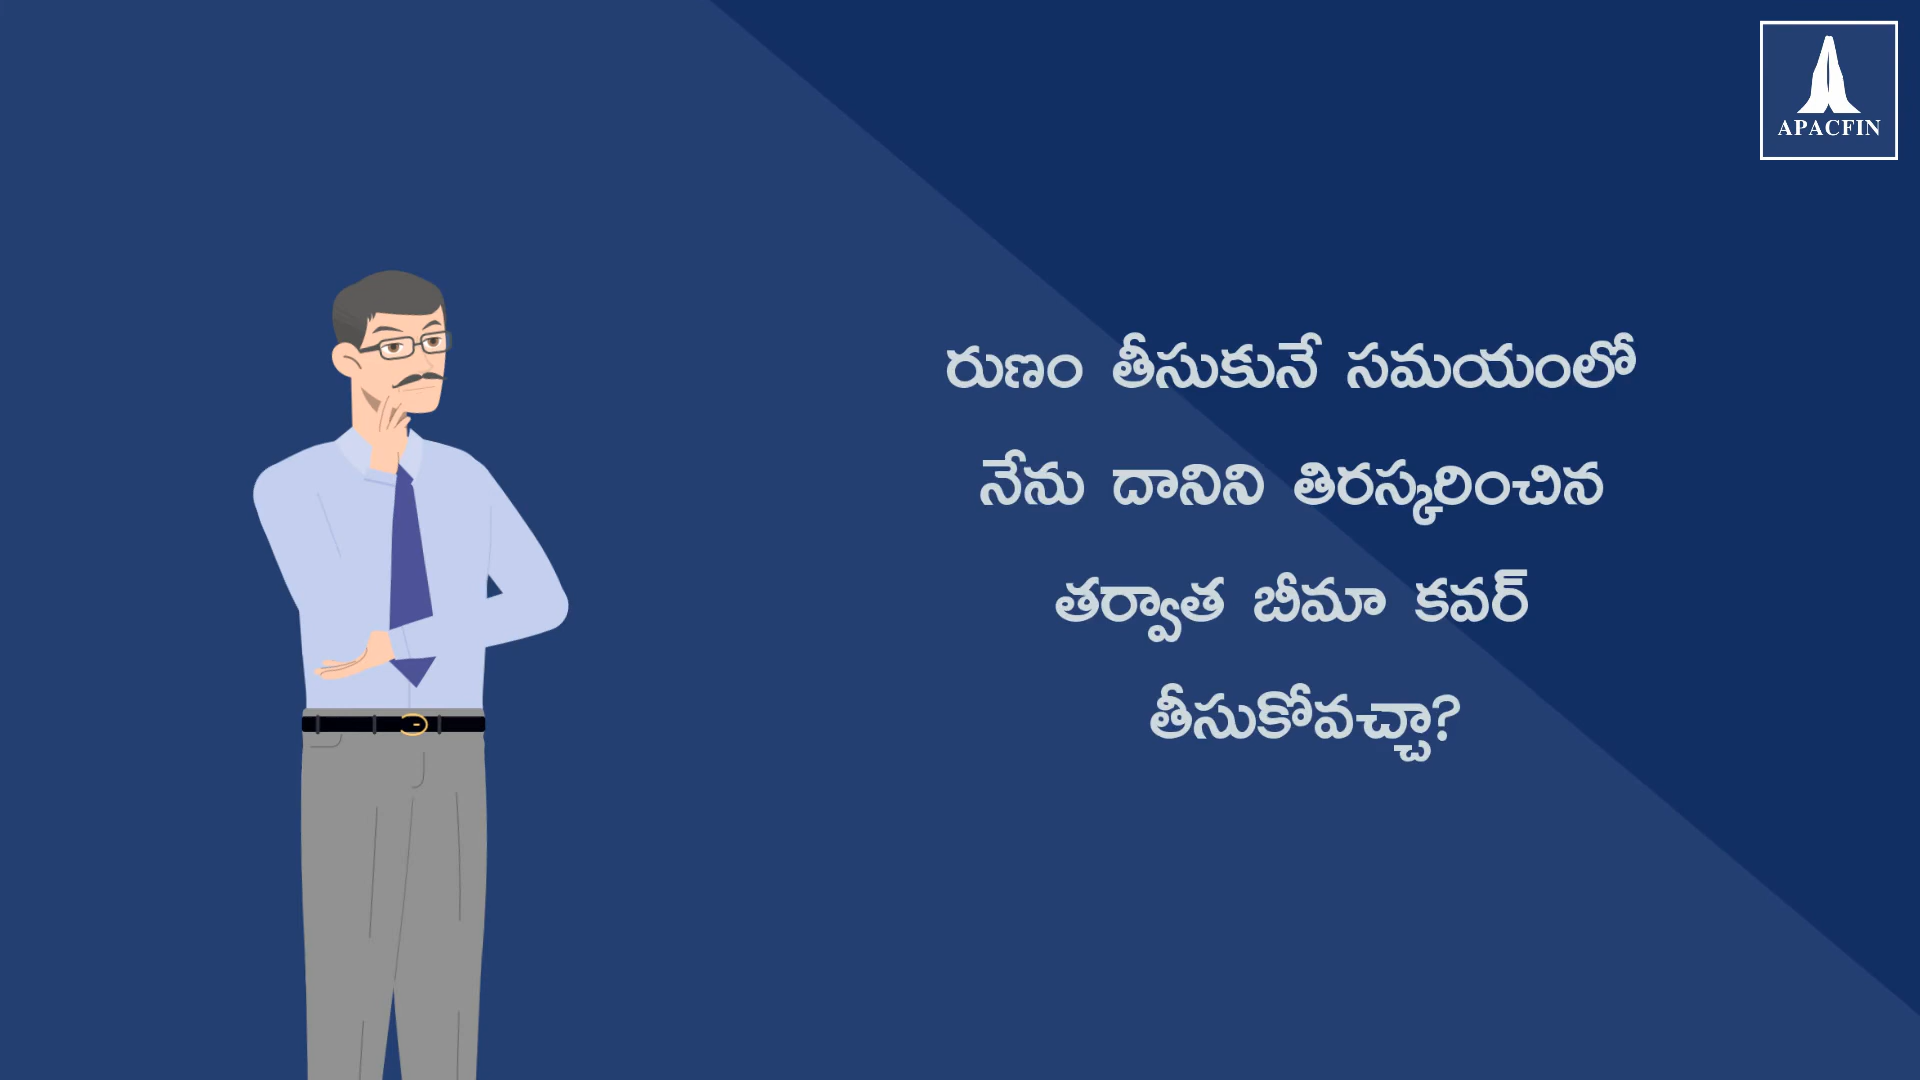 APACFIN
రుణం తీసుకునే సమయంలో
నేను దానిని తిరస్కరించిన
తర్వాత బీమా కవర్
తీసుకోవచ్చా?